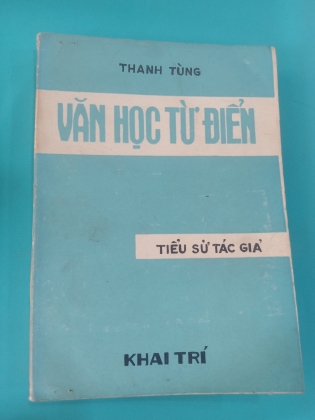 THANH TÙNG
VĂN HỌC TỪ ĐIỂN
TIỂU SỬ TÁC GIẢ
KHAI TRÍ